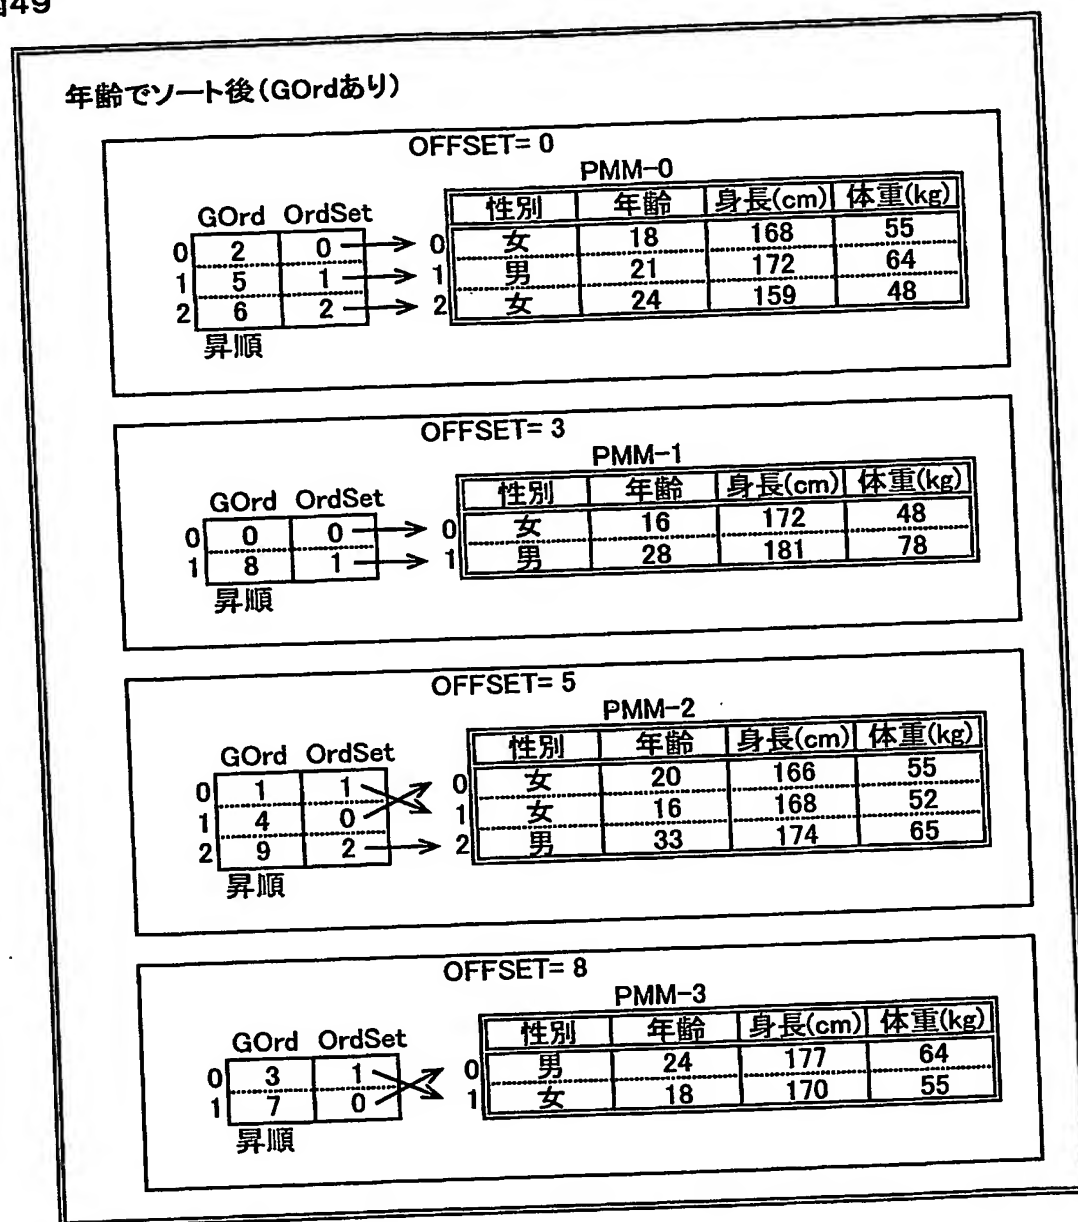 図49
年齢でソート後(GOrdあり)
OFFSET= 0
PMM-0
GOrd OrdSet 性別 年齢 身長(cm) 体重(kg)
0 2 0 0 女 18 168 55
1 5 1 1 男 21 172 64
2 6 2 2 女 24 159 48
昇順
OFFSET= 3
PMM-1
GOrd OrdSet 性別 年齢 身長(cm) 体重(kg)
0 0 0 0 女 16 172 48
1 8 1 1 男 28 181 78
昇順
OFFSET= 5
PMM-2
GOrd OrdSet 性別 年齢 身長(cm) 体重(kg)
0 1 1 0 女 20 166 55
1 4 0 1 女 16 168 52
2 9 2 2 男 33 174 65
昇順
OFFSET= 8
PMM-3
GOrd OrdSet 性別 年齢 身長(cm) 体重(kg)
0 3 1 0 男 24 177 64
1 7 0 1 女 18 170 55
昇順